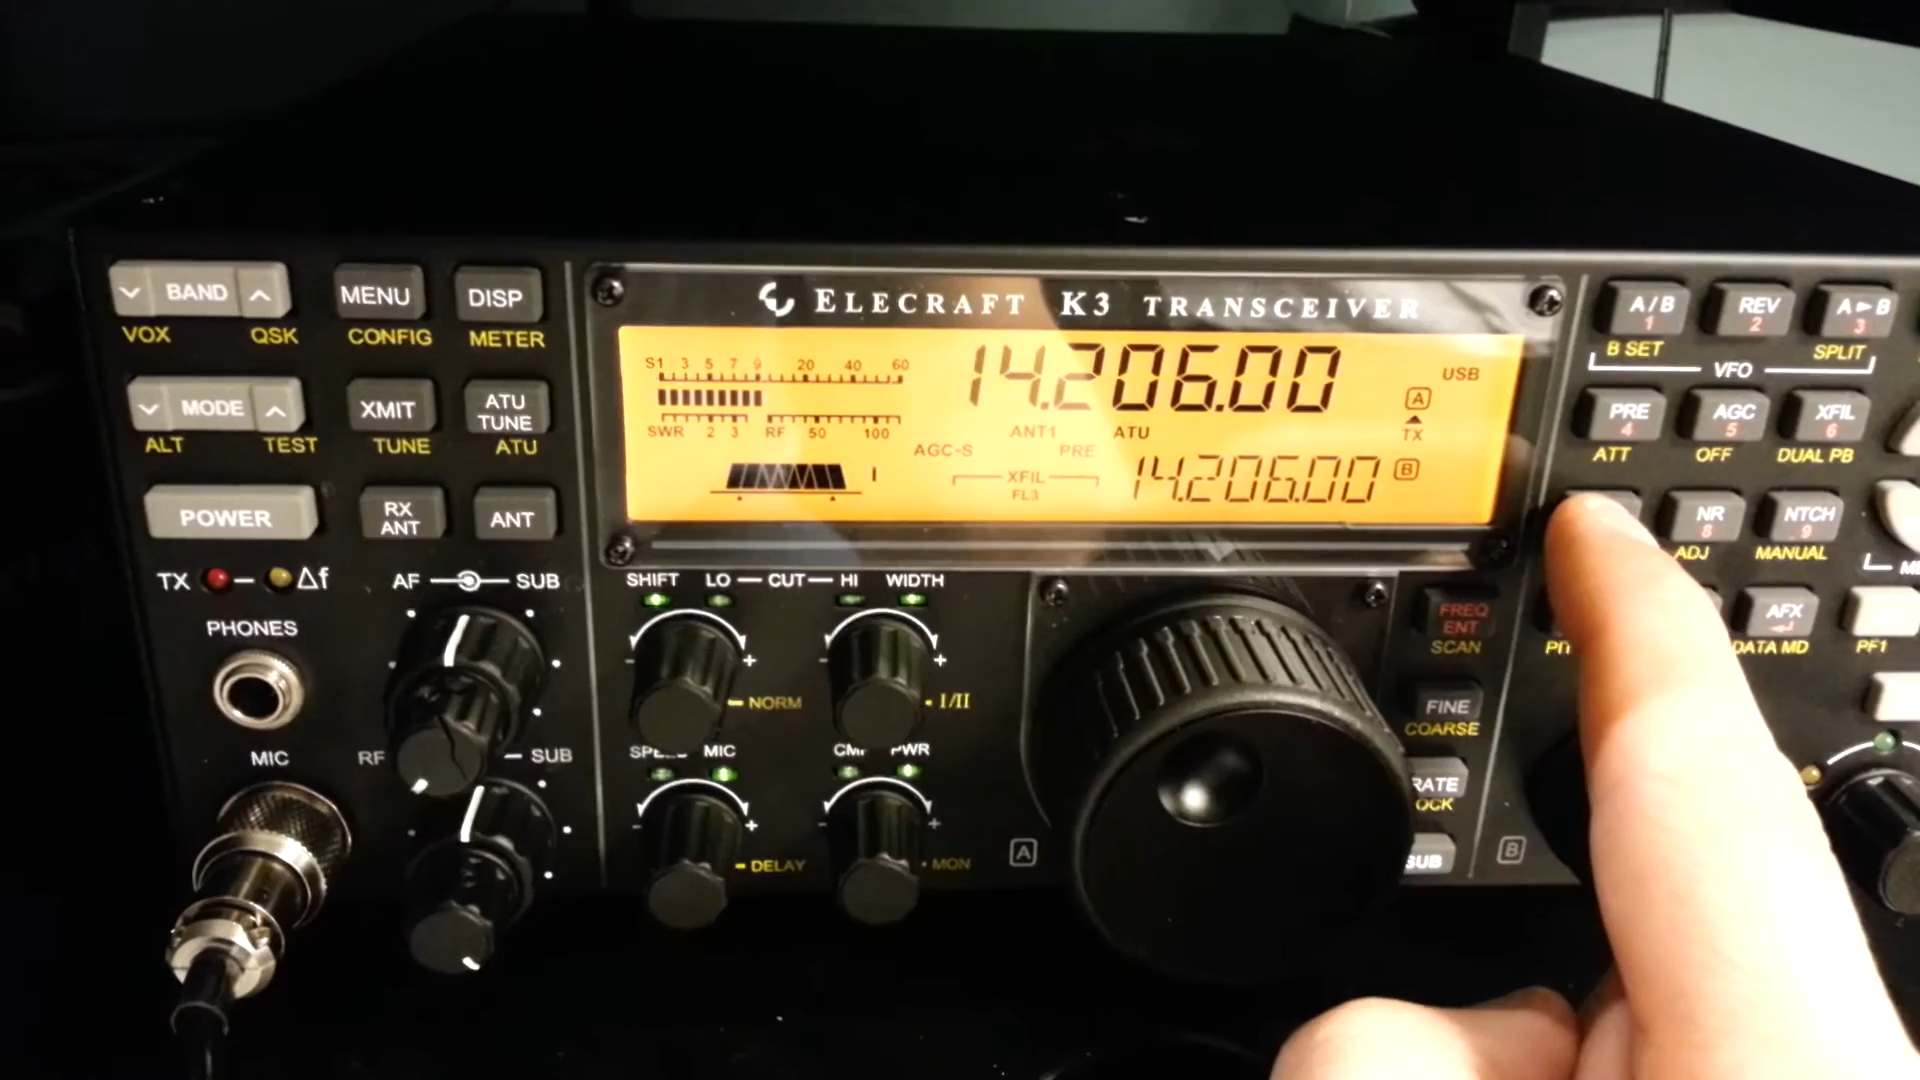 ELECRAFT K3 TRANSCEIVER
BAND
VOX QSK
MENU
CONFIG
DISP
METER
MODE
ALT TEST
XMIT
TUNE
ATU
TUNE
ATU
POWER
RX
ANT
ANT
TX Δf
PHONES
MIC
AF SUB
RF SUB
S1 3 5 7 9 20 40 60
SWR 2 3 RF 50 100
14.206.00
USB
A
TX
ANT1 ATU
AGC-S PRE
XFIL
FL3
14.206.00
B
SHIFT LO CUT HI WIDTH
NORM
I/II
MIC
PWR
DELAY
MON
A
FREQ
ENT
SCAN
FINE
COARSE
RATE
SUB
B
A/B
1
B SET
REV
2
A►B
3
SPLIT
VFO
PRE
4
ATT
AGC
5
OFF
XFIL
6
DUAL PB
NR
8
ADJ
NTCH
9
MANUAL
AFX
DATA MD
PF1